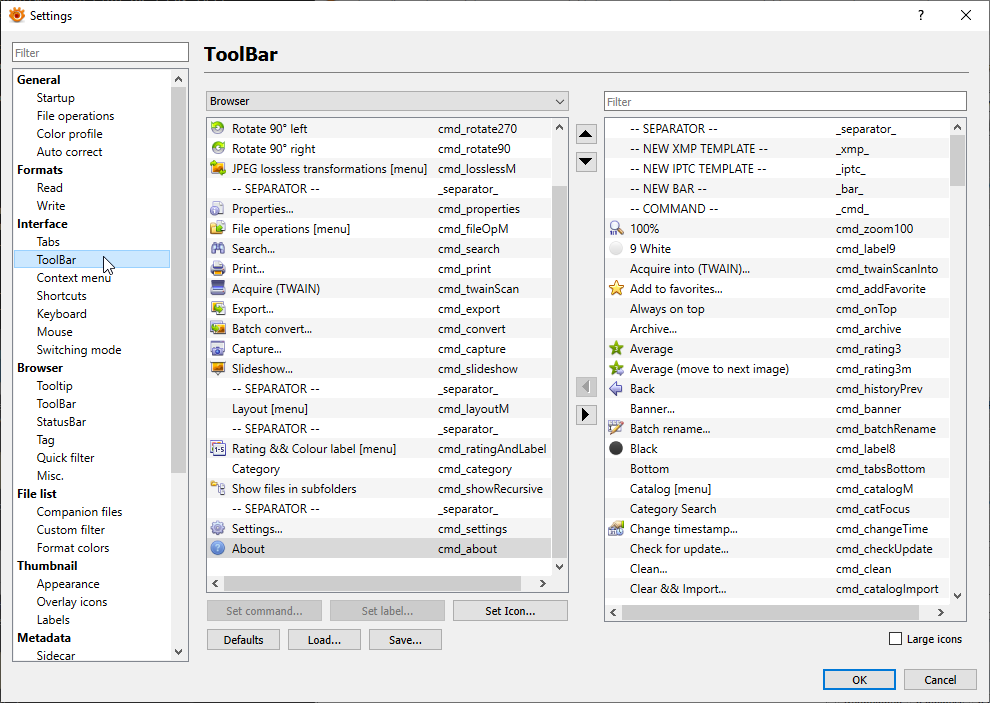 Settings
?
Filter
General
Startup
File operations
Color profile
Auto correct
Formats
Read
Write
Interface
Tabs
ToolBar
Context menu
Shortcuts
Keyboard
Mouse
Switching mode
Browser
Tooltip
ToolBar
StatusBar
Tag
Quick filter
Misc.
File list
Companion files
Custom filter
Format colors
Thumbnail
Appearance
Overlay icons
Labels
Metadata
Sidecar
ToolBar
Browser
Rotate 90° left cmd_rotate270
Rotate 90° right cmd_rotate90
JPEG lossless transformations [menu] cmd_losslesM
-- SEPARATOR -- _separator_
Properties... cmd_properties
File operations [menu] cmd_fileOpM
Search... cmd_search
Print... cmd_print
Acquire (TWAIN) cmd_twainScan
Export... cmd_export
Batch convert... cmd_convert
Capture... cmd_capture
Slideshow... cmd_slideshow
-- SEPARATOR -- _separator_
Layout [menu] cmd_layoutM
-- SEPARATOR -- _separator_
Rating && Colour label [menu] cmd_ratingAndLabel
Category cmd_category
Show files in subfolders cmd_showRecursive
-- SEPARATOR -- _separator_
Settings... cmd_settings
About cmd_about
Set command... Set label... Set Icon...
Defaults Load... Save...
Filter
-- SEPARATOR -- _separator_
-- NEW XMP TEMPLATE -- _xmp_
-- NEW IPTC TEMPLATE -- _iptc_
-- NEW BAR -- _bar_
-- COMMAND -- _cmd_
100% cmd_zoom100
9 White cmd_label9
Acquire into (TWAIN)... cmd_twainScanInto
Add to favorites... cmd_addFavorite
Always on top cmd_onTop
Archive... cmd_archive
Average cmd_rating3
Average (move to next image) cmd_rating3m
Back cmd_historyPrev
Banner... cmd_banner
Batch rename... cmd_batchRename
Black cmd_label8
Bottom cmd_tabsBottom
Catalog [menu] cmd_catalogM
Category Search cmd_catFocus
Change timestamp... cmd_changeTime
Check for update... cmd_checkUpdate
Clean... cmd_clean
Clear && Import... cmd_catalogImport
Large icons
OK Cancel